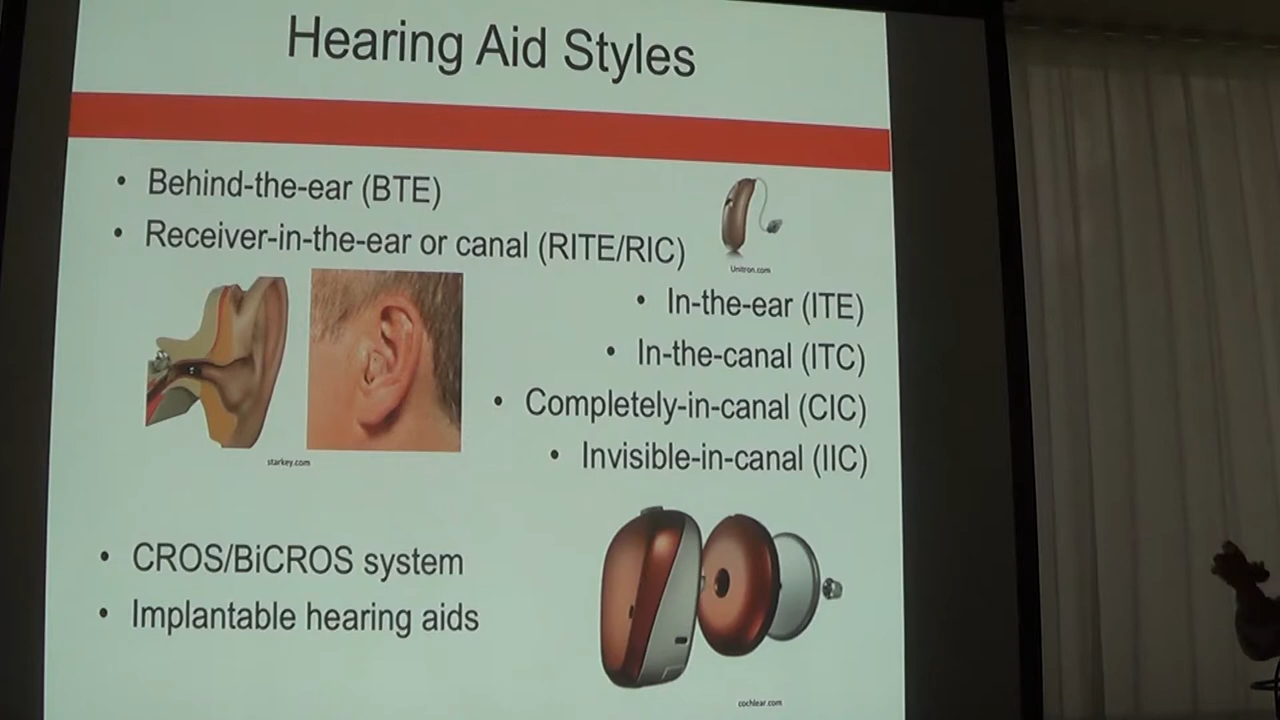 Hearing Aid Styles
• Behind-the-ear (BTE)
• Receiver-in-the-ear or canal (RITE/RIC)
Unitron.com
• In-the-ear (ITE)
• In-the-canal (ITC)
• Completely-in-canal (CIC)
• Invisible-in-canal (IIC)
starkey.com
• CROS/BiCROS system
• Implantable hearing aids
cochlear.com